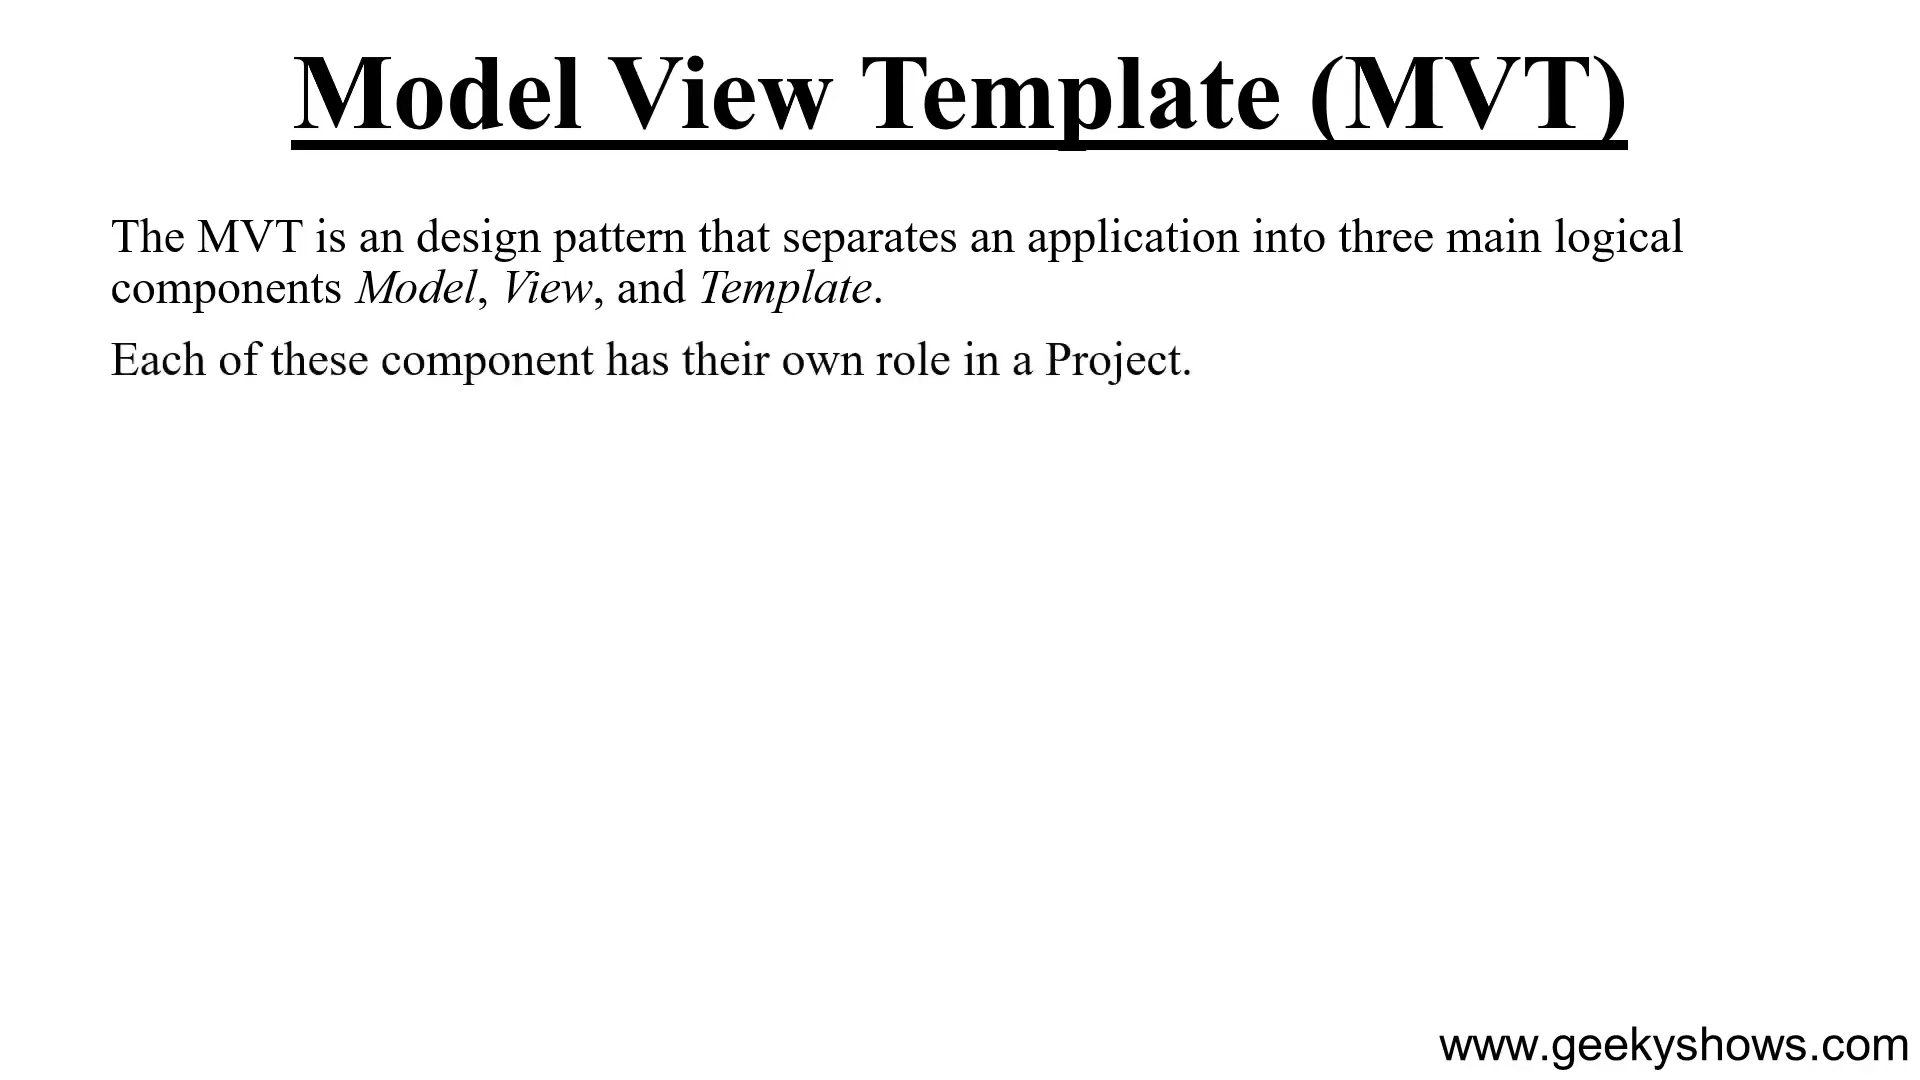 Model View Template (MVT)
The MVT is an design pattern that separates an application into three main logical
components Model, View, and Template.
Each of these component has their own role in a Project.
www.geekyshows.com